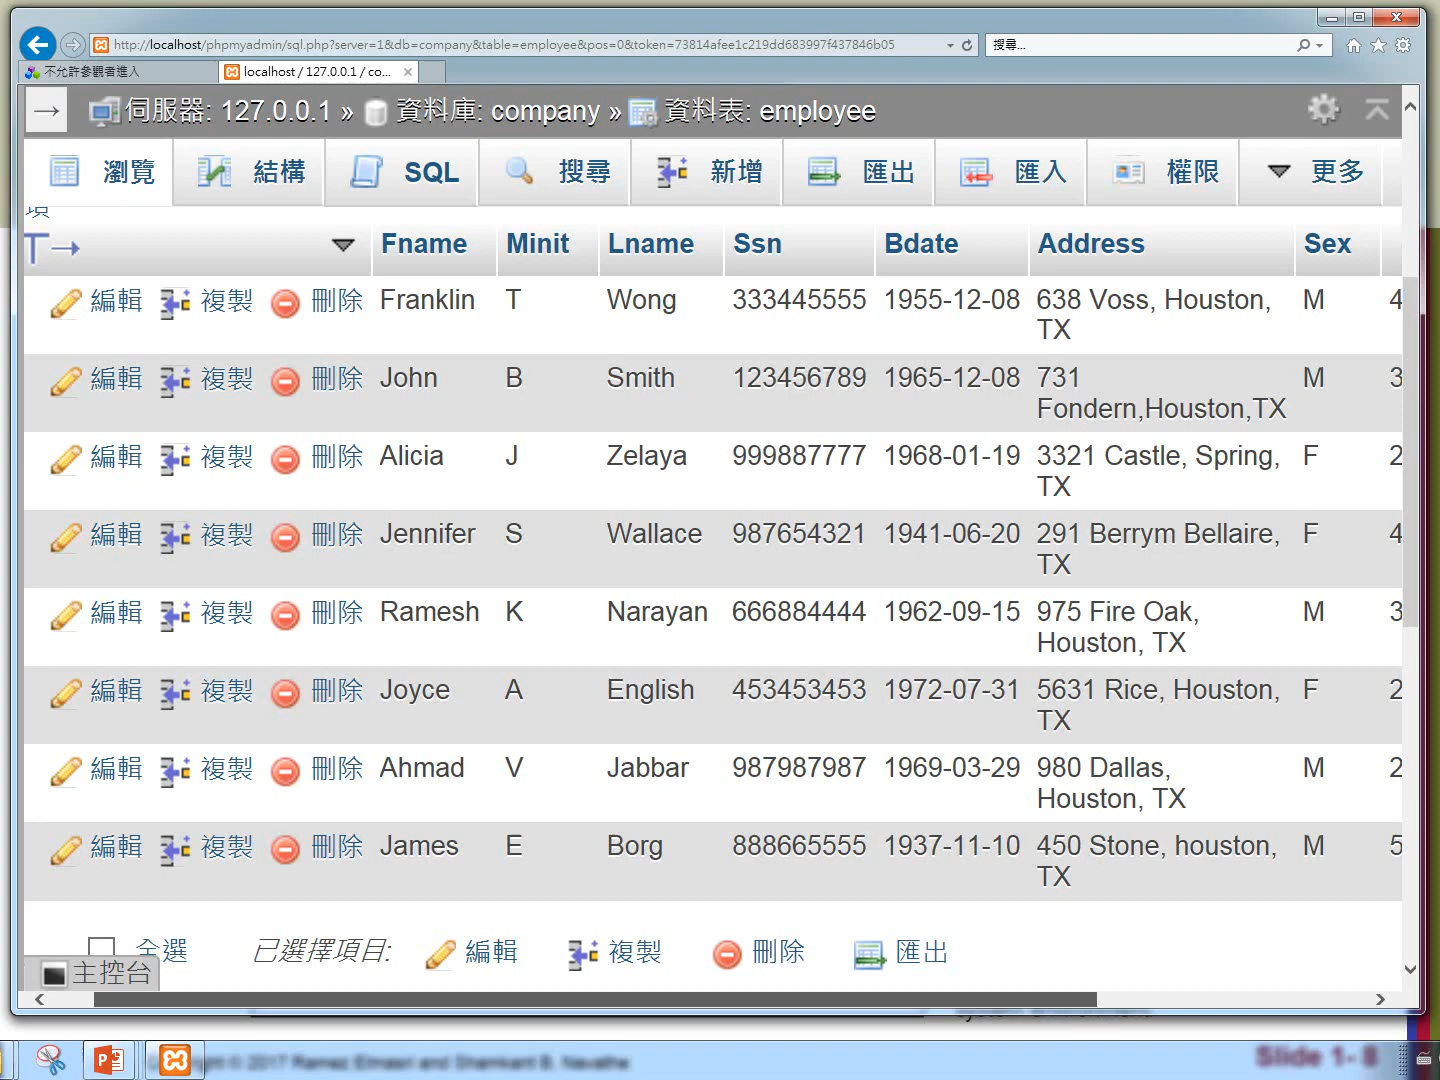 http://localhost/phpmyadmin/sql.php?server=1&db=company&table=employee&pos=0&token=73814afee1c219dd683997f437846b05
搜尋...
不允許參觀者進入
localhost / 127.0.0.1 / co...
伺服器: 127.0.0.1 » 資料庫: company » 資料表: employee
瀏覽 結構 SQL 搜尋 新增 匯出 匯入 權限 更多
項
Fname Minit Lname Ssn Bdate Address Sex
編輯 複製 刪除 Franklin T Wong 333445555 1955-12-08 638 Voss, Houston, M 4
TX
編輯 複製 刪除 John B Smith 123456789 1965-12-08 731 M 3
Fondern,Houston,TX
編輯 複製 刪除 Alicia J Zelaya 999887777 1968-01-19 3321 Castle, Spring, F 2
TX
編輯 複製 刪除 Jennifer S Wallace 987654321 1941-06-20 291 Berrym Bellaire, F 4
TX
編輯 複製 刪除 Ramesh K Narayan 666884444 1962-09-15 975 Fire Oak, M 3
Houston, TX
編輯 複製 刪除 Joyce A English 453453453 1972-07-31 5631 Rice, Houston, F 2
TX
編輯 複製 刪除 Ahmad V Jabbar 987987987 1969-03-29 980 Dallas, M 2
Houston, TX
編輯 複製 刪除 James E Borg 888665555 1937-11-10 450 Stone, houston, M 5
TX
全選 已選擇項目: 編輯 複製 刪除 匯出
主控台
© 2017 Ramez Elmasri and Shamkant B. Navathe
Slide 1- 8